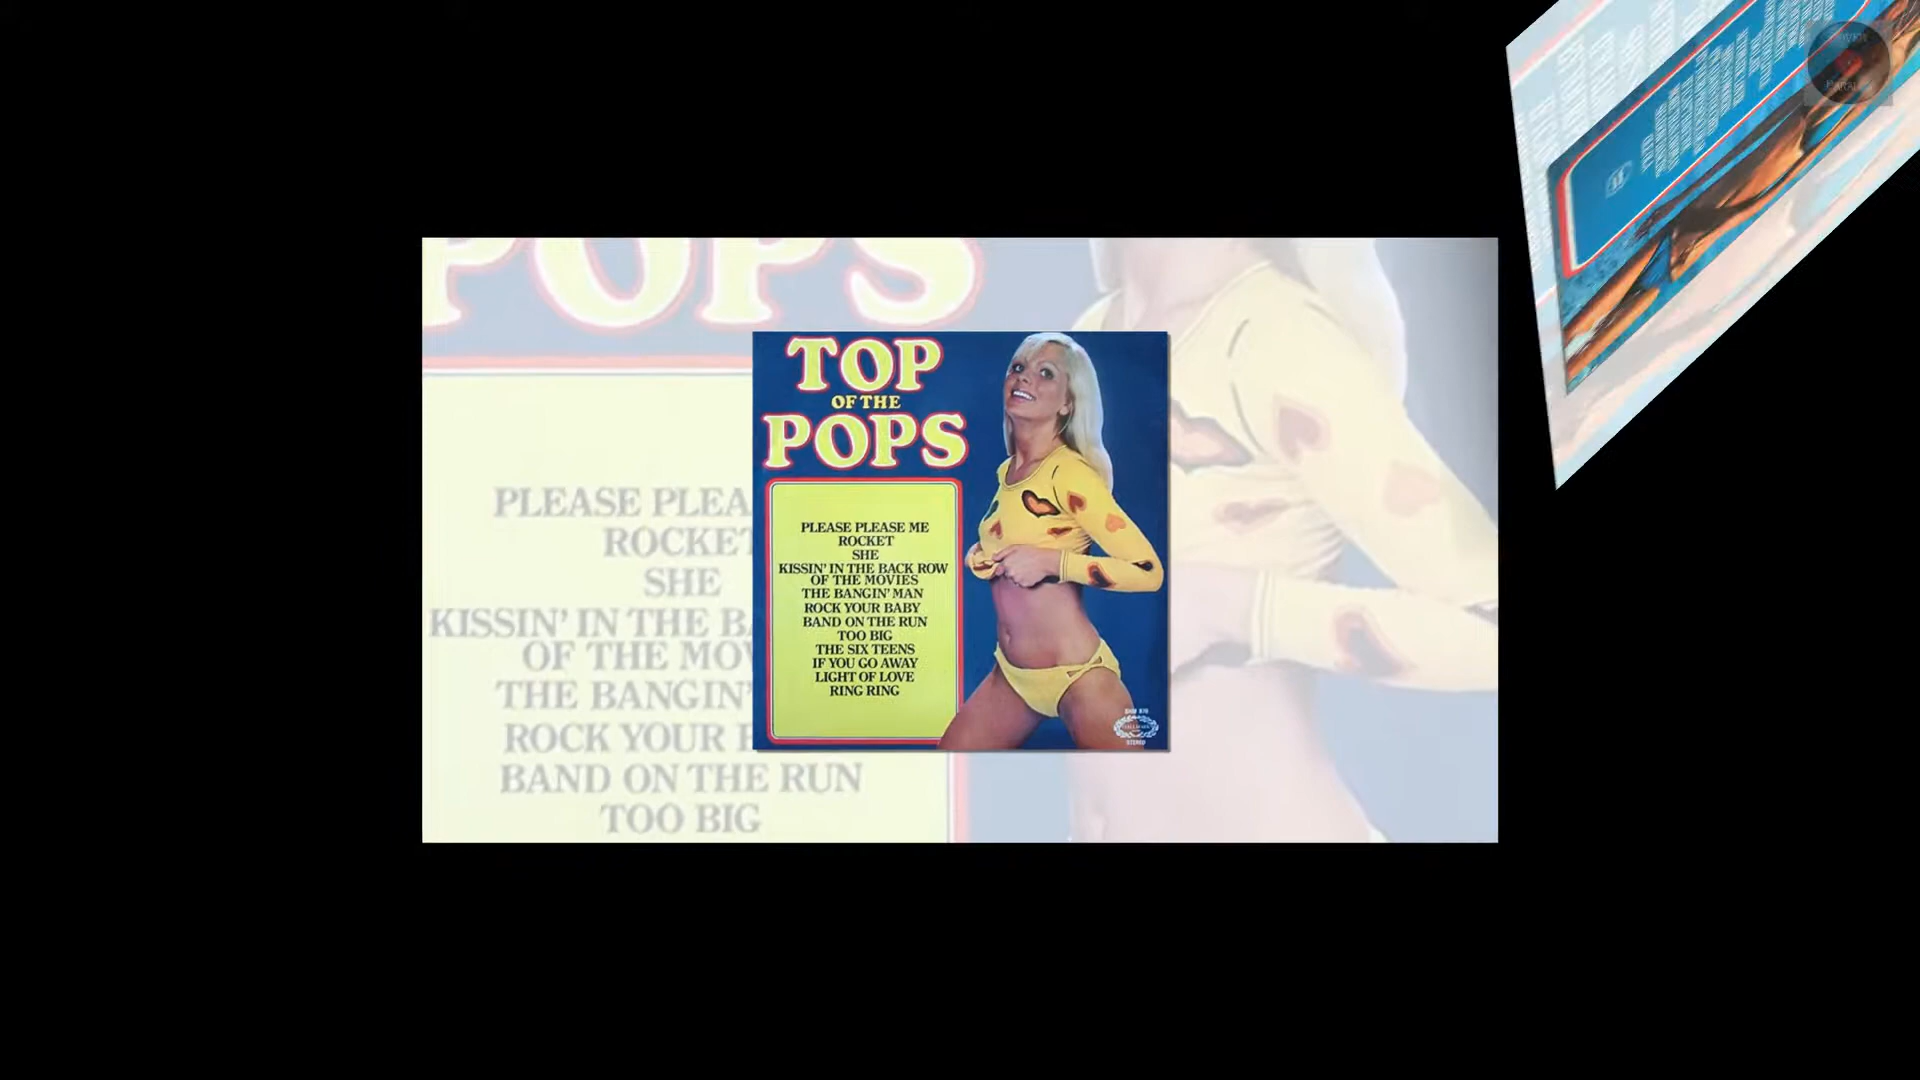 POPS
PLEASE PLEA
ROCKET
SHE
KISSIN' IN THE BA
OF THE MOV
THE BANGIN'
ROCK YOUR
BAND ON THE RUN
TOO BIG
TOP
OF THE
POPS
PLEASE PLEASE ME
ROCKET
SHE
KISSIN' IN THE BACK ROW
OF THE MOVIES
THE BANGIN' MAN
ROCK YOUR BABY
BAND ON THE RUN
TOO BIG
THE SIX TEENS
IF YOU GO AWAY
LIGHT OF LOVE
RING RING
STEREO